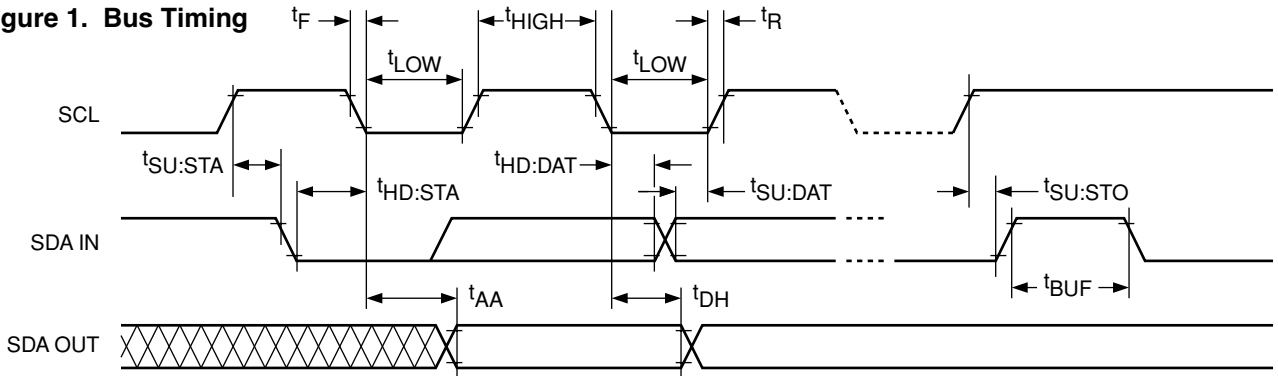 gure 1. Bus Timing
tF
tHIGH
tR
tLOW
tLOW
SCL
tSU:STA
tHD:STA
tHD:DAT
tSU:DAT
tSU:STO
SDA IN
tBUF
tAA
tDH
SDA OUT